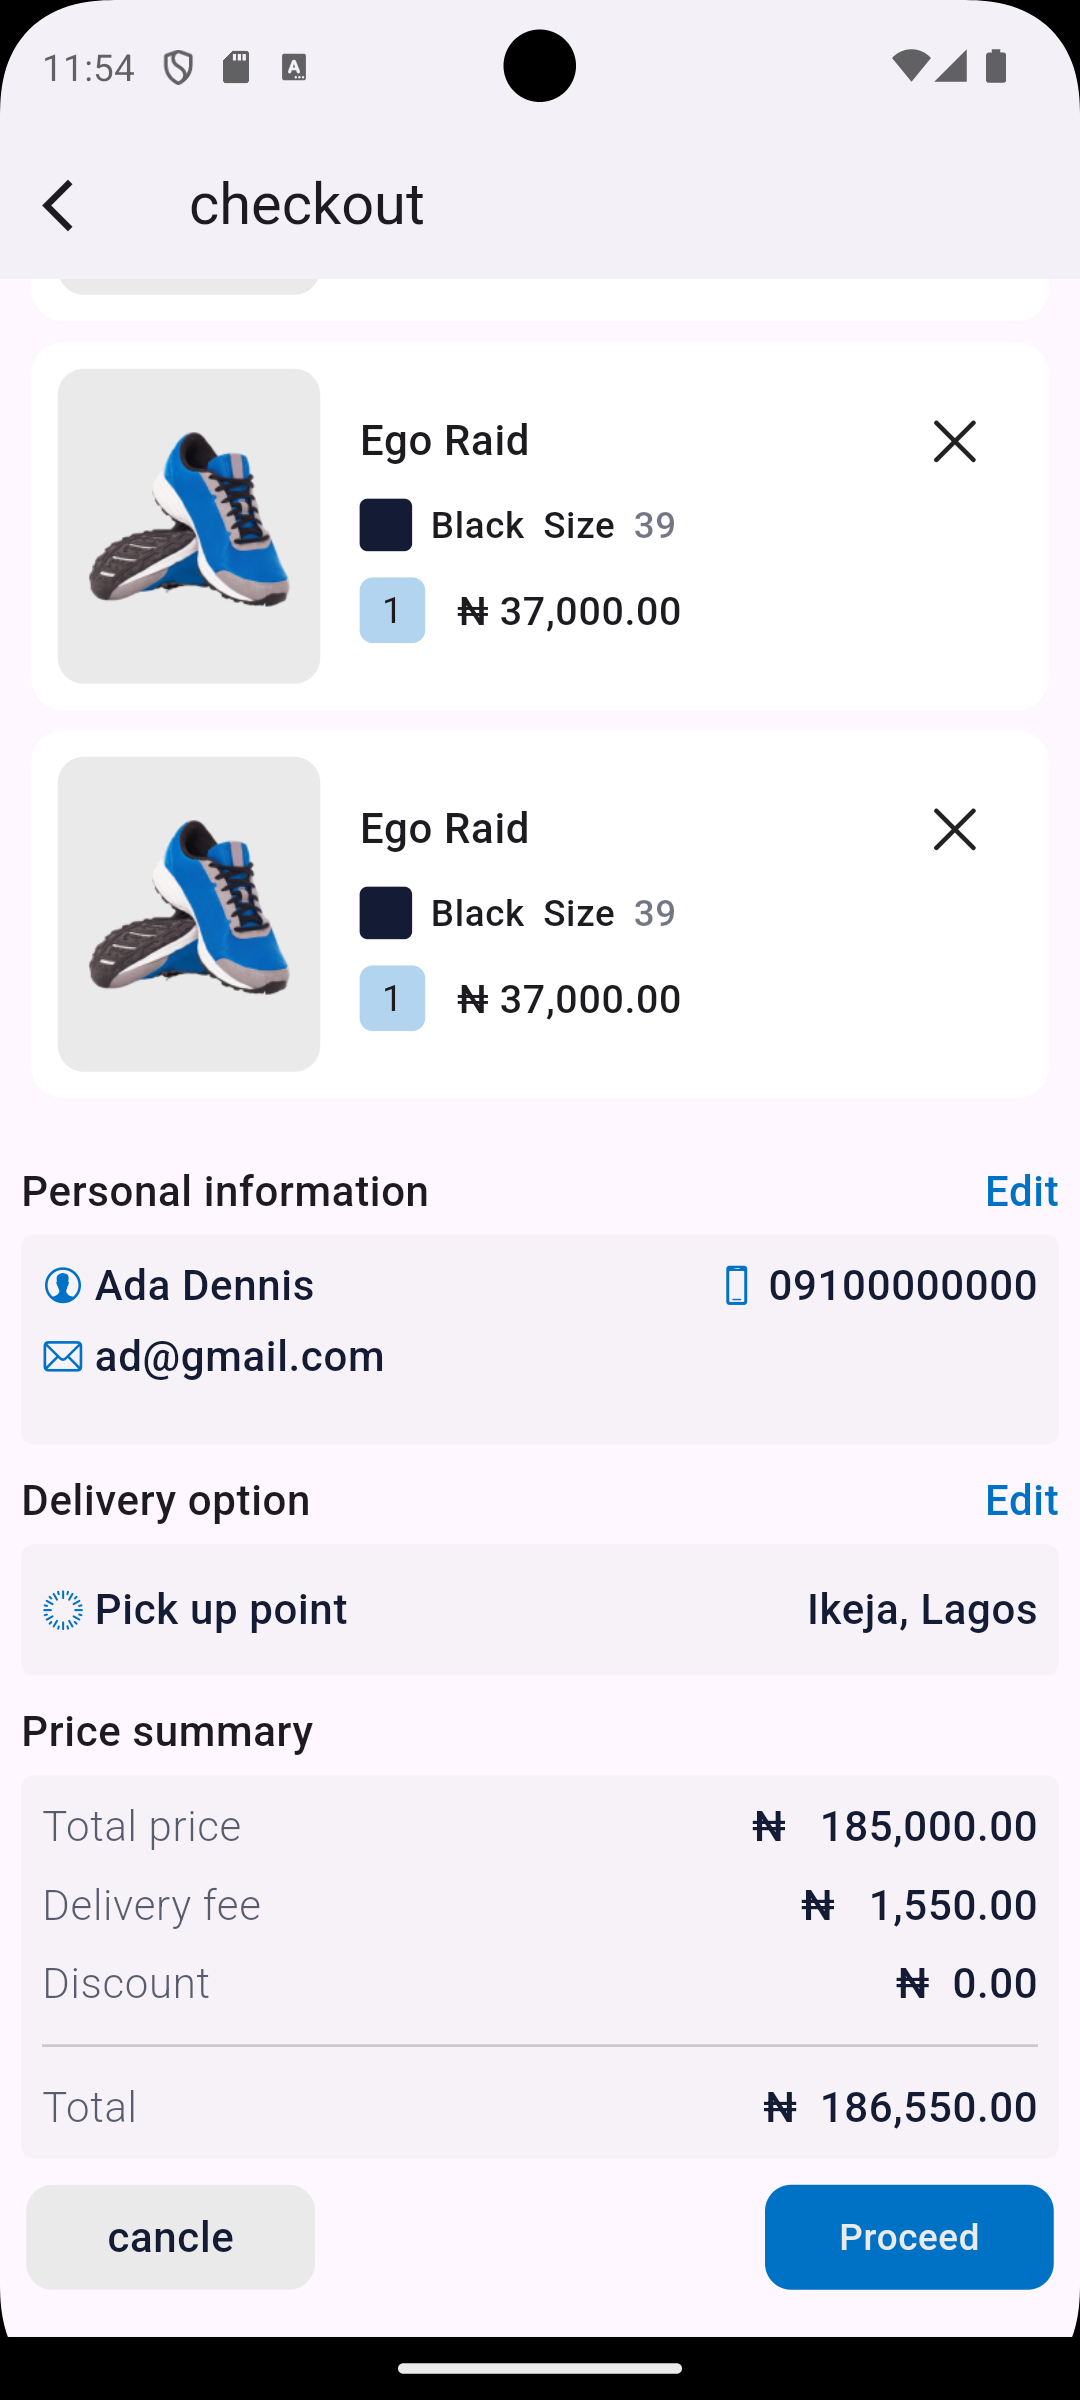 11:54
checkout
Ego Raid
Black Size 39
1 ₦ 37,000.00
Ego Raid
Black Size 39
1 ₦ 37,000.00
Personal information Edit
Ada Dennis 09100000000
ad@gmail.com
Delivery option Edit
Pick up point Ikeja, Lagos
Price summary
Total price ₦ 185,000.00
Delivery fee ₦ 1,550.00
Discount ₦ 0.00
Total ₦ 186,550.00
cancle Proceed